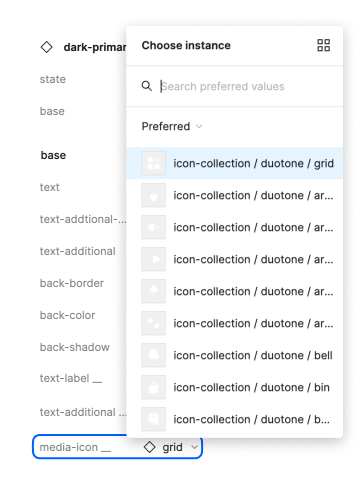 dark-primar
Choose instance
state
Search preferred values
base
Preferred
base
icon-collection / duotone / grid
text
icon-collection / duotone / ar...
text-addtional-...
icon-collection / duotone / ar...
text-additional
icon-collection / duotone / ar...
back-border
icon-collection / duotone / ar...
back-color
icon-collection / duotone / ar...
back-shadow
icon-collection / duotone / bell
text-label __
icon-collection / duotone / bin
text-additional ...
icon-collection / duotone / b...
media-icon __
grid